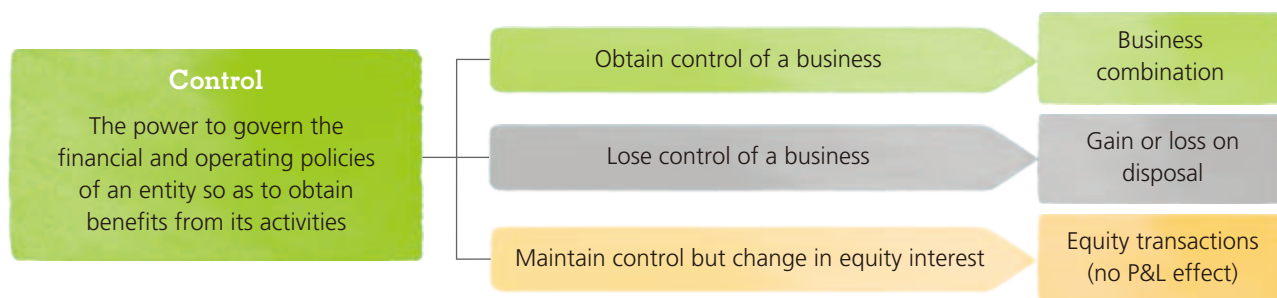 Control
The power to govern the
financial and operating policies
of an entity so as to obtain
benefits from its activities
Obtain control of a business
Business
combination
Lose control of a business
Gain or loss on
disposal
Maintain control but change in equity interest
Equity transactions
(no P&L effect)